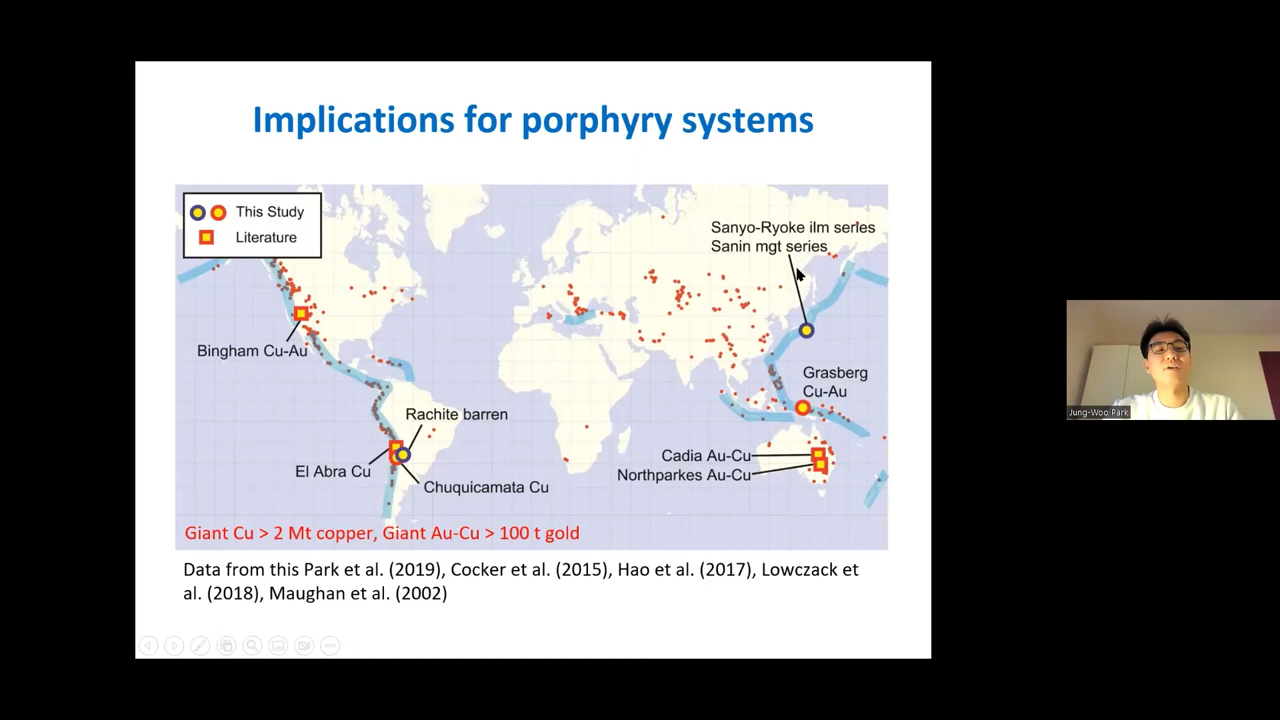 Implications for porphyry systems
This Study
Literature
Sanyo-Ryoke ilm series
Sanin mgt series
Bingham Cu-Au
Grasberg
Cu-Au
Rachite barren
El Abra Cu
Chuquicamata Cu
Cadia Au-Cu
Northparkes Au-Cu
Giant Cu > 2 Mt copper, Giant Au-Cu > 100 t gold
Data from this Park et al. (2019), Cocker et al. (2015), Hao et al. (2017), Lowczack et
al. (2018), Maughan et al. (2002)
Jung-Woo Park